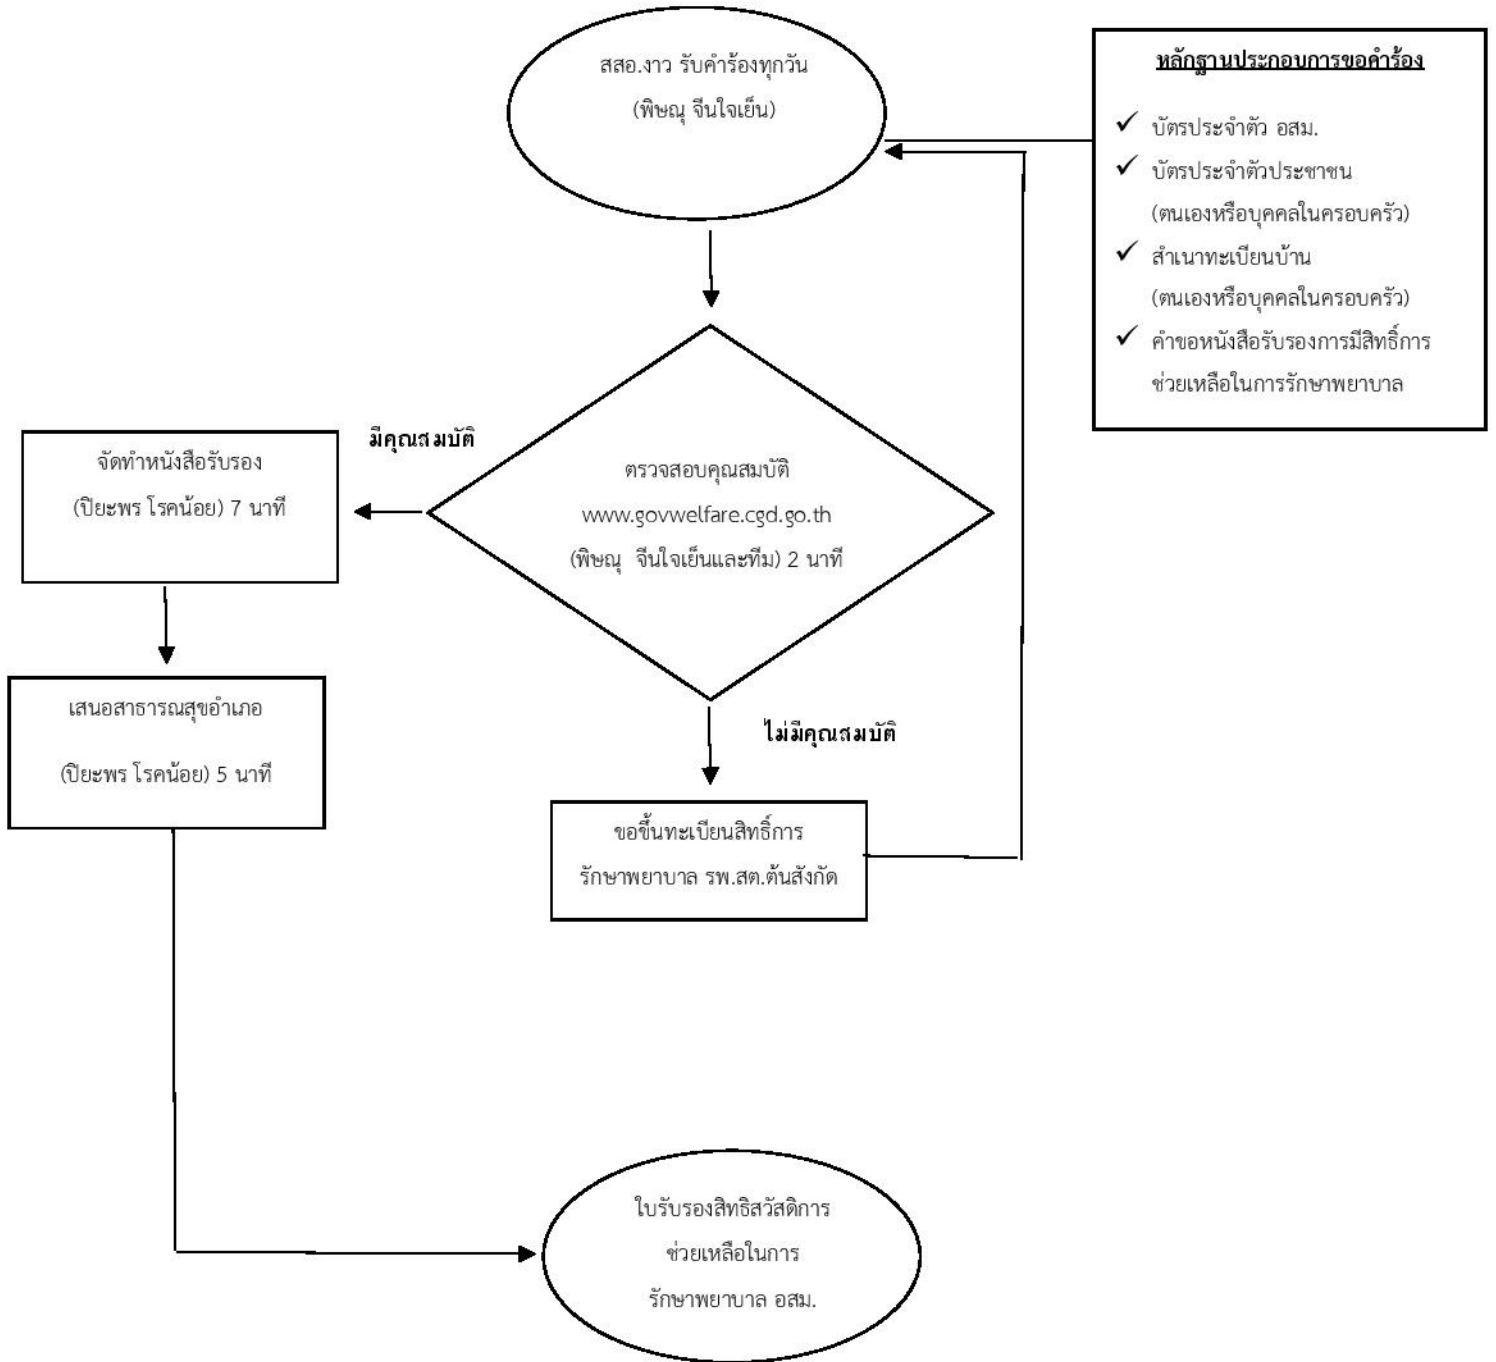 สสอ.งาว รับคำร้องทุกวัน
(พิษณุ จีนใจเย็น)
หลักฐานประกอบการขอคำร้อง
✓ บัตรประจำตัว อสม.
✓ บัตรประจำตัวประชาชน
(ตนเองหรือบุคคลในครอบครัว)
✓ สำเนาทะเบียนบ้าน
(ตนเองหรือบุคคลในครอบครัว)
✓ คำขอหนังสือรับรองการมีสิทธิ์การ
ช่วยเหลือในการรักษาพยาบาล
ตรวจสอบคุณสมบัติ
www.govwelfare.cgd.go.th
(พิษณุ จีนใจเย็นและทีม) 2 นาที
มีคุณสมบัติ
จัดทำหนังสือรับรอง
(ปิยะพร โรคน้อย) 7 นาที
เสนอสาธารณสุขอำเภอ
(ปิยะพร โรคน้อย) 5 นาที
ไม่มีคุณสมบัติ
ขอขึ้นทะเบียนสิทธิ์การ
รักษาพยาบาล รพ.สต.ต้นสังกัด
ใบรับรองสิทธิสวัสดิการ
ช่วยเหลือในการ
รักษาพยาบาล อสม.